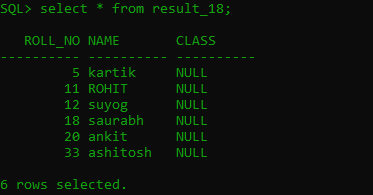 SQL> select * from result_18;
ROLL_NO NAME CLASS
---------- ---------- ----------
5 kartik NULL
11 ROHIT NULL
12 suyog NULL
18 saurabh NULL
20 ankit NULL
33 ashitosh NULL
6 rows selected.